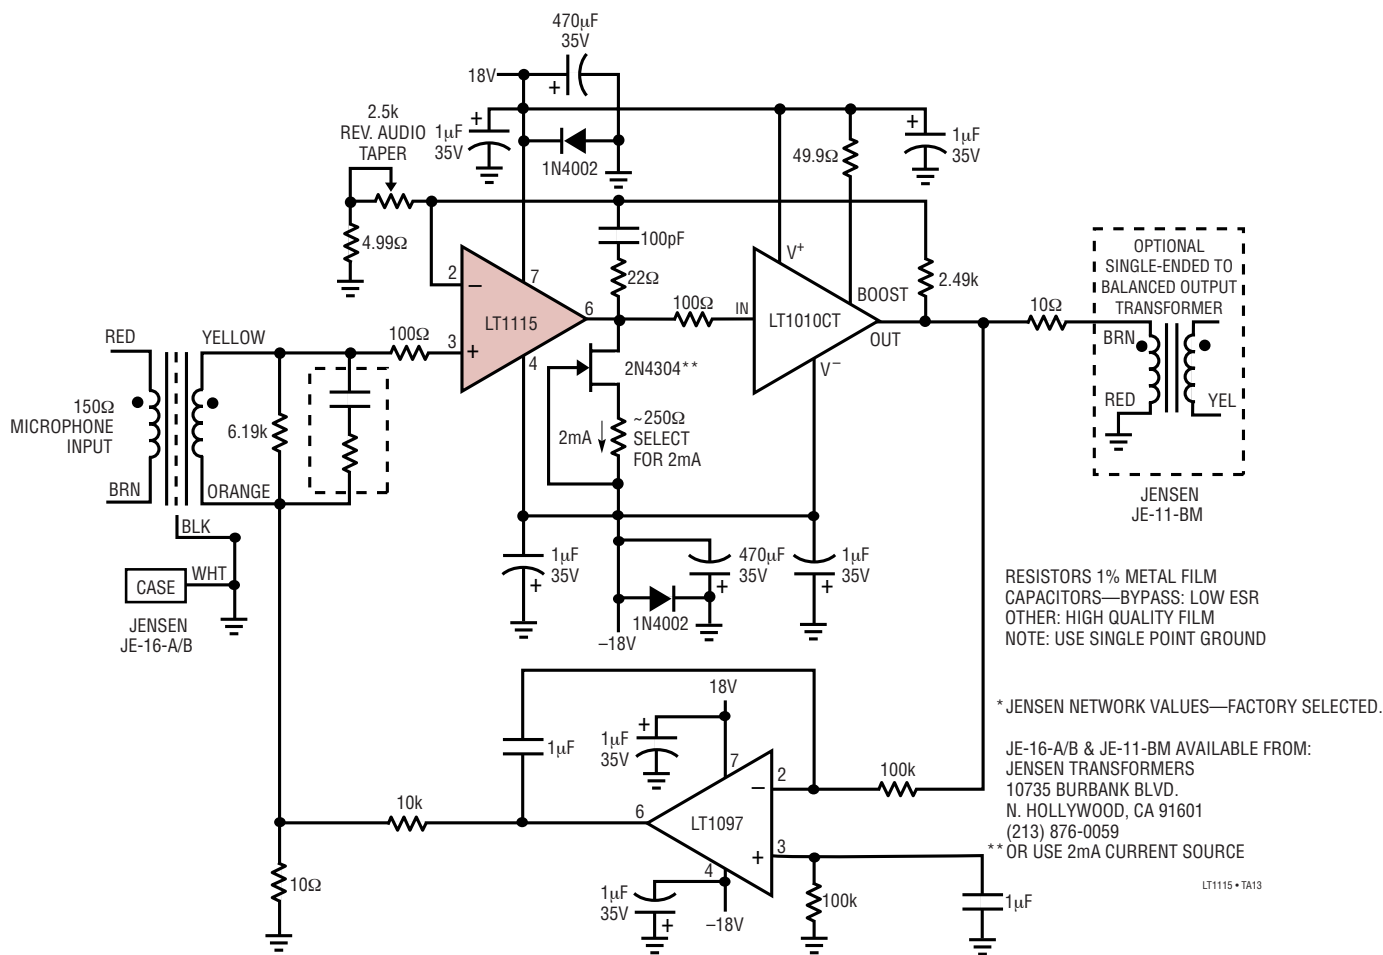 470µF
35V
18V
2.5k
REV. AUDIO
TAPER
+
+
1µF
35V
1N4002
49.9Ω
+
1µF
35V
4.99Ω
100pF
22Ω
2
−
7
LT1115
6
3
+
4
100Ω
IN
V+
LT1010CT
V−
BOOST
OUT
2.49k
10Ω
OPTIONAL
SINGLE-ENDED TO
BALANCED OUTPUT
TRANSFORMER
BRN
RED
YEL
JENSEN
JE-11-BM
RED
YELLOW
100Ω
150Ω
MICROPHONE
INPUT
6.19k
BRN
ORANGE
BLK
CASE
WHT
JENSEN
JE-16-A/B
2N4304**
2mA
~250Ω
SELECT
FOR 2mA
1µF
35V
+
470µF
35V
+
1µF
35V
+
1N4002
–18V
RESISTORS 1% METAL FILM
CAPACITORS—BYPASS: LOW ESR
OTHER: HIGH QUALITY FILM
NOTE: USE SINGLE POINT GROUND
*JENSEN NETWORK VALUES—FACTORY SELECTED.
JE-16-A/B & JE-11-BM AVAILABLE FROM:
JENSEN TRANSFORMERS
10735 BURBANK BLVD.
N. HOLLYWOOD, CA 91601
(213) 876-0059
**OR USE 2mA CURRENT SOURCE
LT1115 • TA13
18V
+
1µF
35V
1µF
7
2
−
100k
10k
6
LT1097
+
3
4
1µF
35V
+
–18V
100k
1µF
10Ω